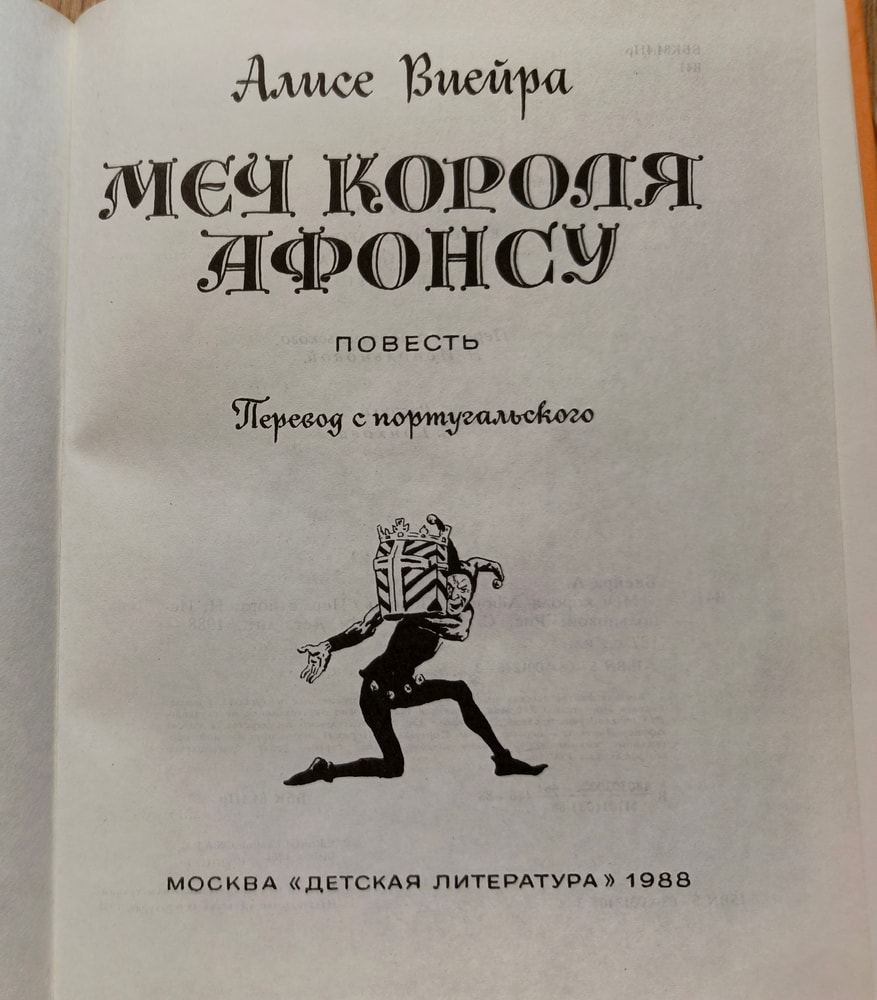 Алисе Виейра
МЕЧ КОРОЛЯ
АФОНСУ
ПОВЕСТЬ
Перевод с португальского
МОСКВА «ДЕТСКАЯ ЛИТЕРАТУРА» 1988